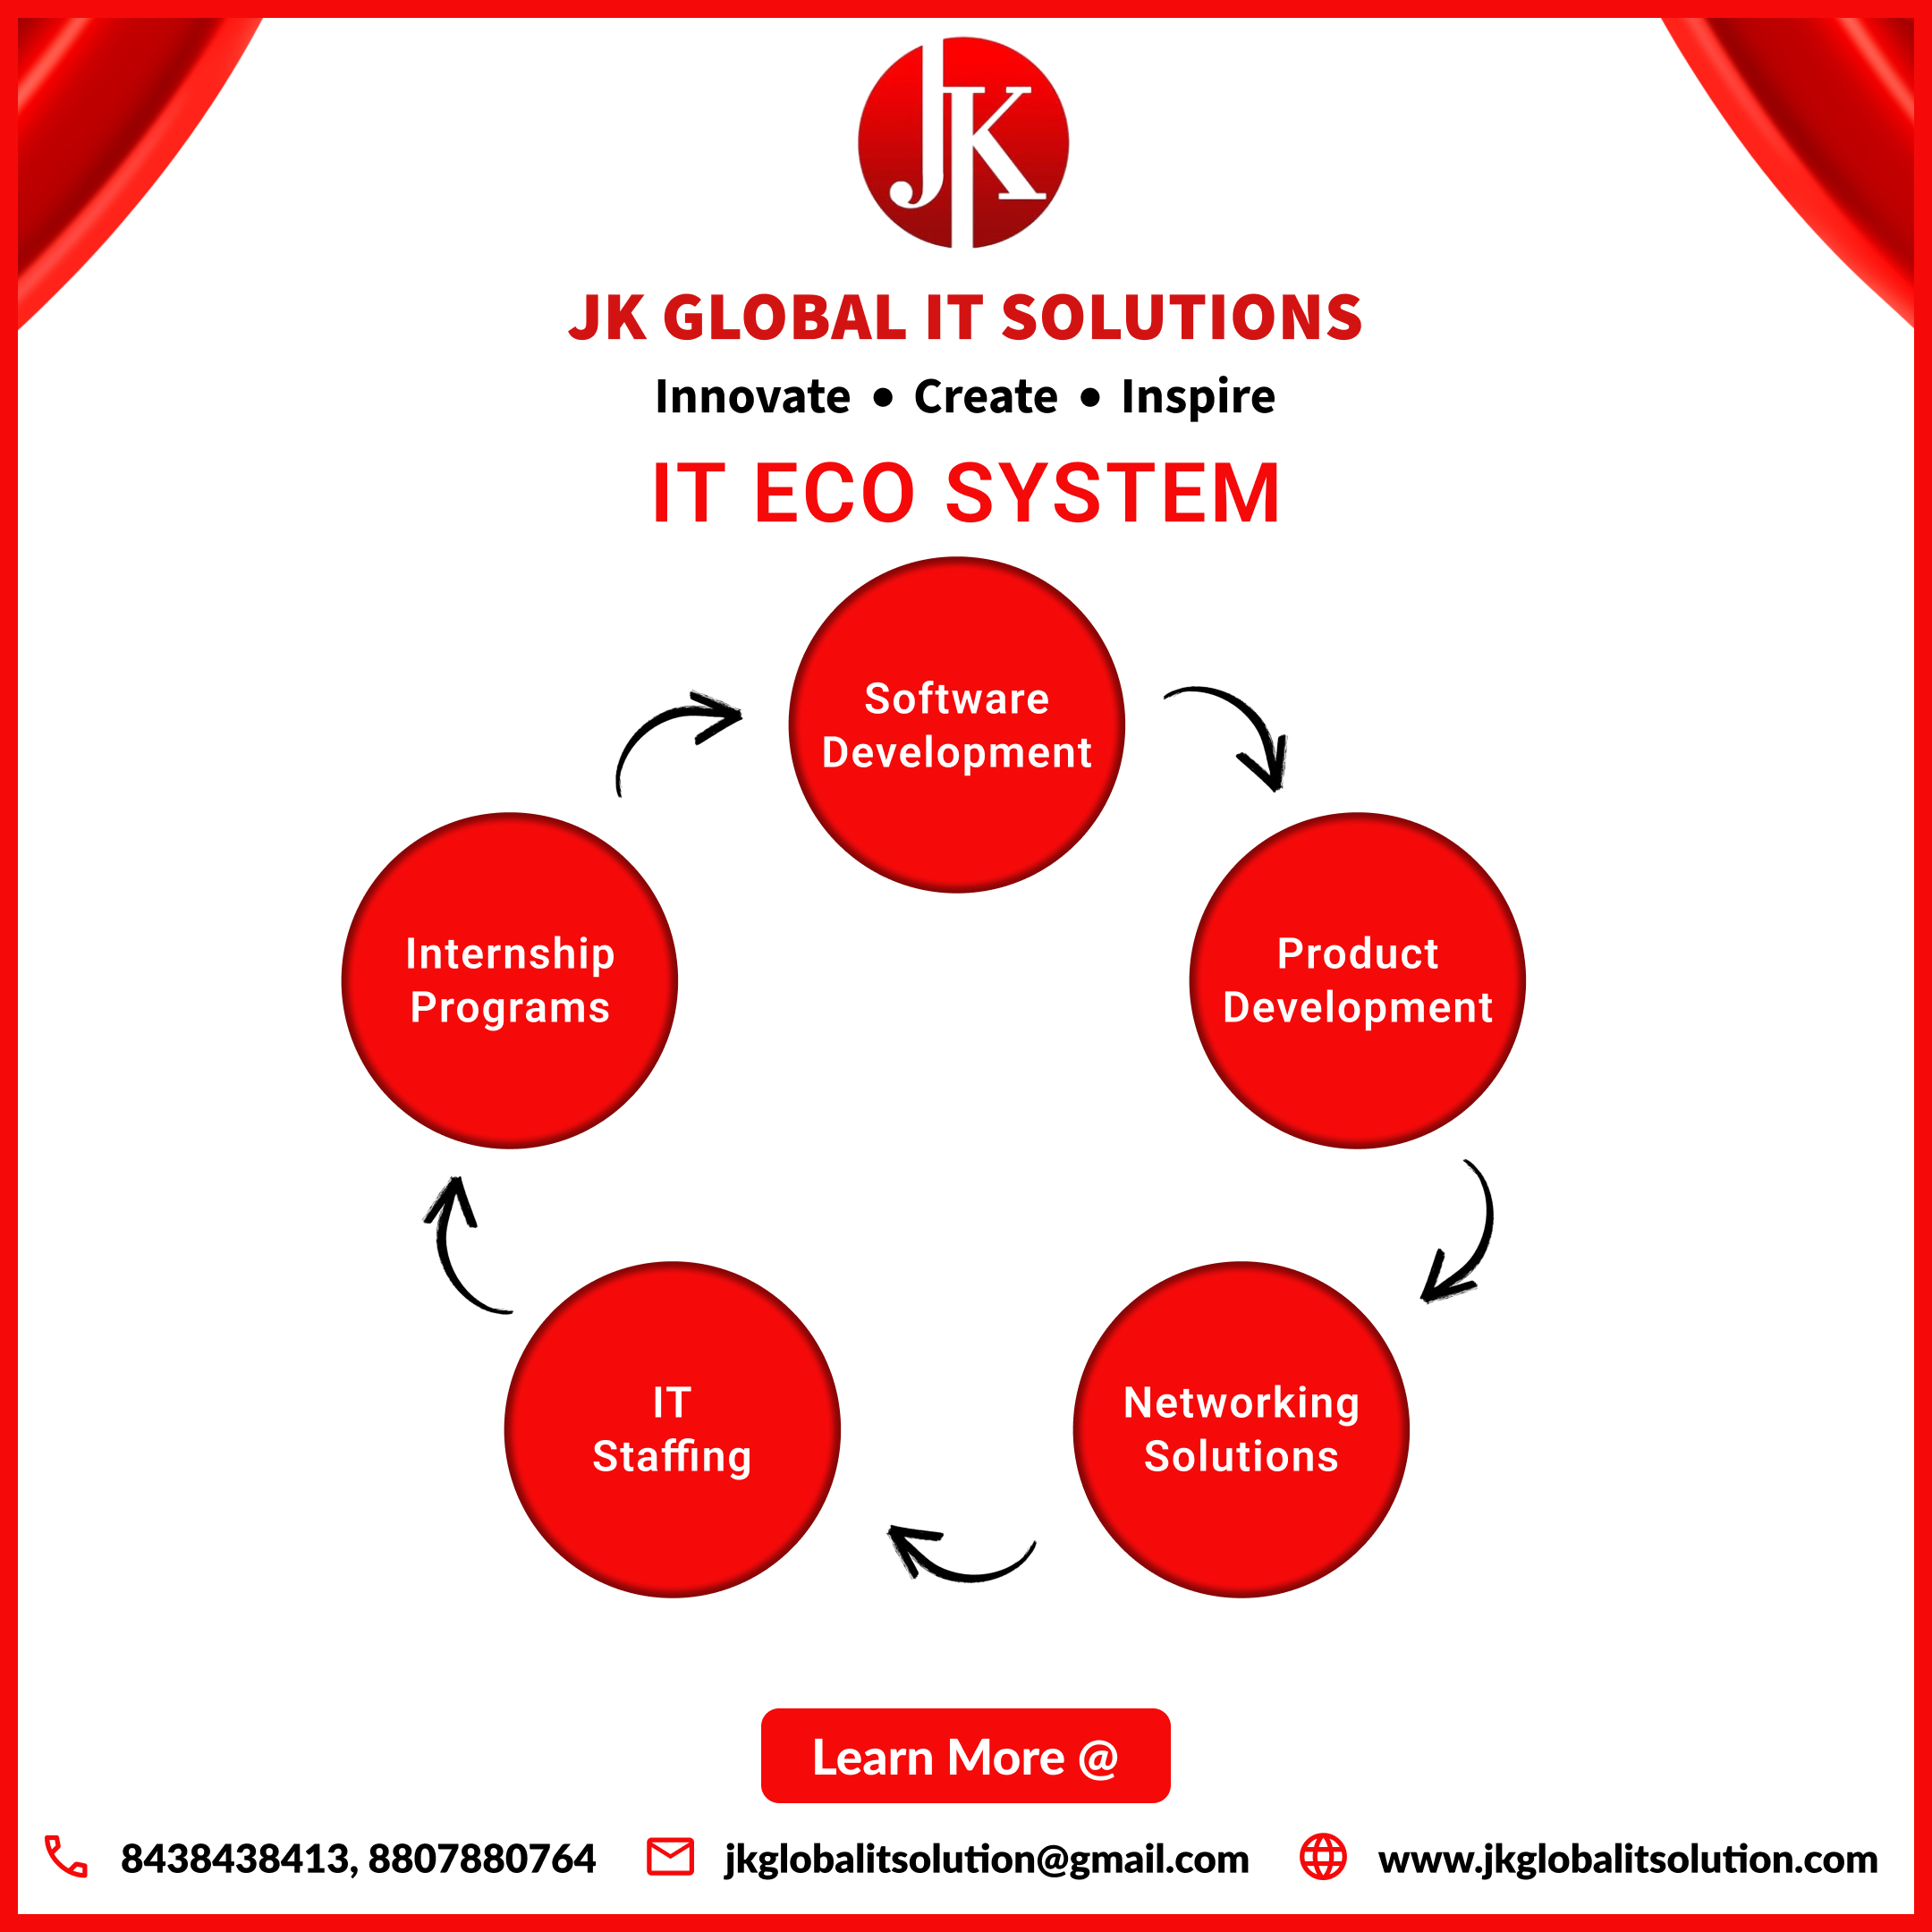 JK
JK GLOBAL IT SOLUTIONS
Innovate • Create • Inspire
IT ECO SYSTEM
Software
Development
Product
Development
Networking
Solutions
IT
Staffing
Internship
Programs
Learn More @
8438438413, 8807880764
jkglobalitsolution@gmail.com
www.jkglobalitsolution.com